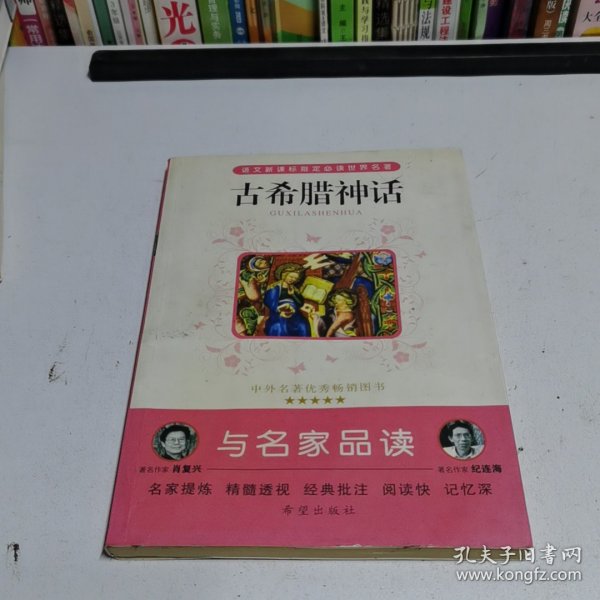 语文新课标指定必读世界名著
古希腊神话
GUXILASHENHUA
中外名著优秀畅销图书
★★★★★
与名家品读
著名作家 肖复兴
著名作家 纪连海
名家提炼 精髓透视 经典批注 阅读快 记忆深
希望出版社
孔夫子旧书网
www.kongfz.com